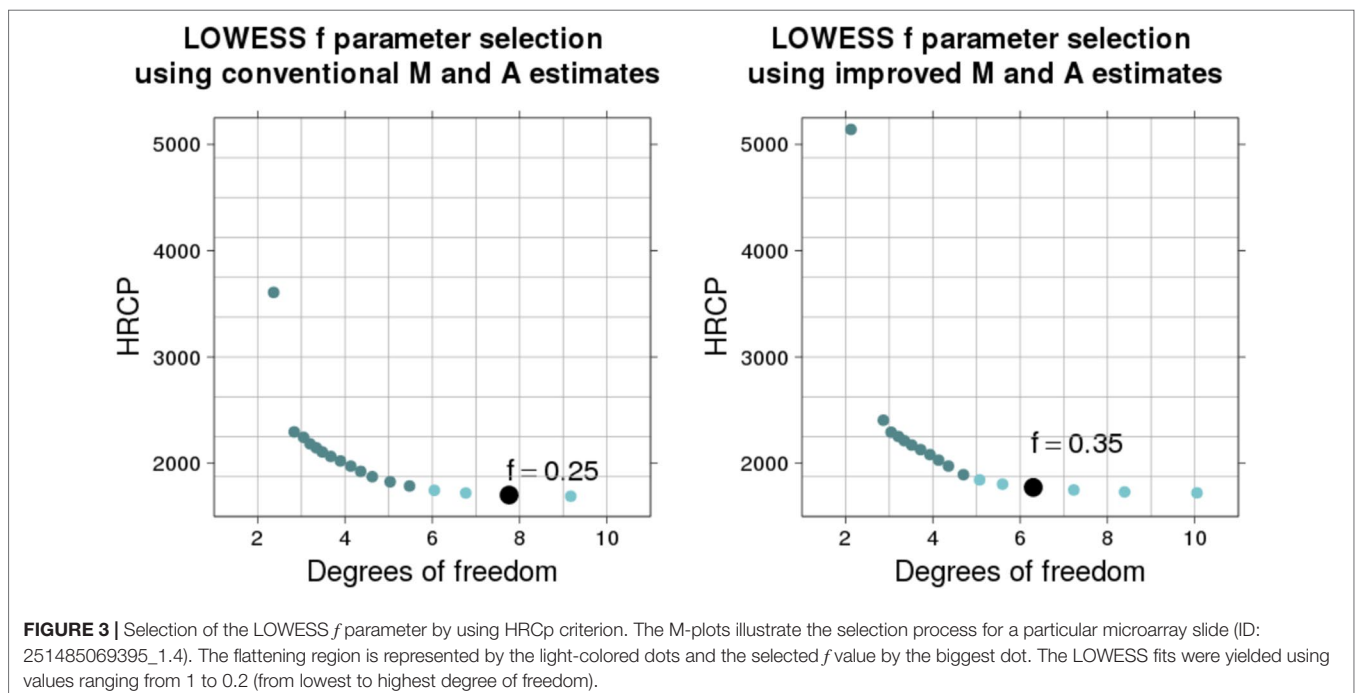 LOWESS f parameter selection
using conventional M and A estimates
5000
4000
3000
2000
HRCP
f = 0.25
2 4 6 8 10
Degrees of freedom
LOWESS f parameter selection
using improved M and A estimates
5000
4000
3000
2000
HRCP
f = 0.35
2 4 6 8 10
Degrees of freedom
FIGURE 3 | Selection of the LOWESS f parameter by using HRCp criterion. The M-plots illustrate the selection process for a particular microarray slide (ID:
251485069395_1.4). The flattening region is represented by the light-colored dots and the selected f value by the biggest dot. The LOWESS fits were yielded using
values ranging from 1 to 0.2 (from lowest to highest degree of freedom).